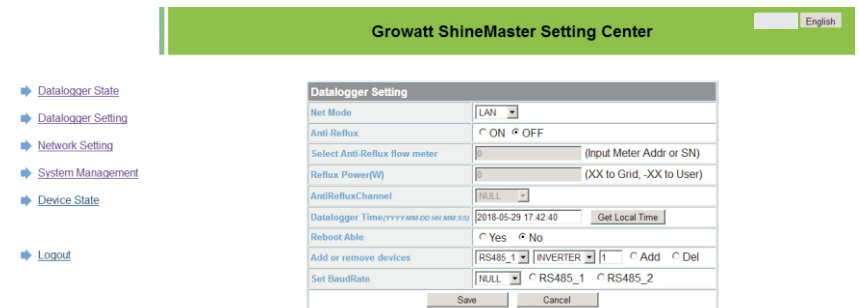 Growatt ShineMaster Setting Center
English
Datalogger State
Datalogger Setting
Network Setting
System Management
Device State
Logout
Datalogger Setting
Net Mode LAN
Anti-Reflux ON OFF
Select Anti-Reflux flow meter 0 (Input Meter Addr or SN)
Reflux Power(W) 0 (XX to Grid, -XX to User)
AntiRefluxChannel NULL
Datalogger Time(YYYY-MM-DD HH:MM:SS) 2018-05-29 17:42:40 Get Local Time
Reboot Able Yes No
Add or remove devices RS485_1 INVERTER 1 Add Del
Set BaudRate NULL RS485_1 RS485_2
Save Cancel